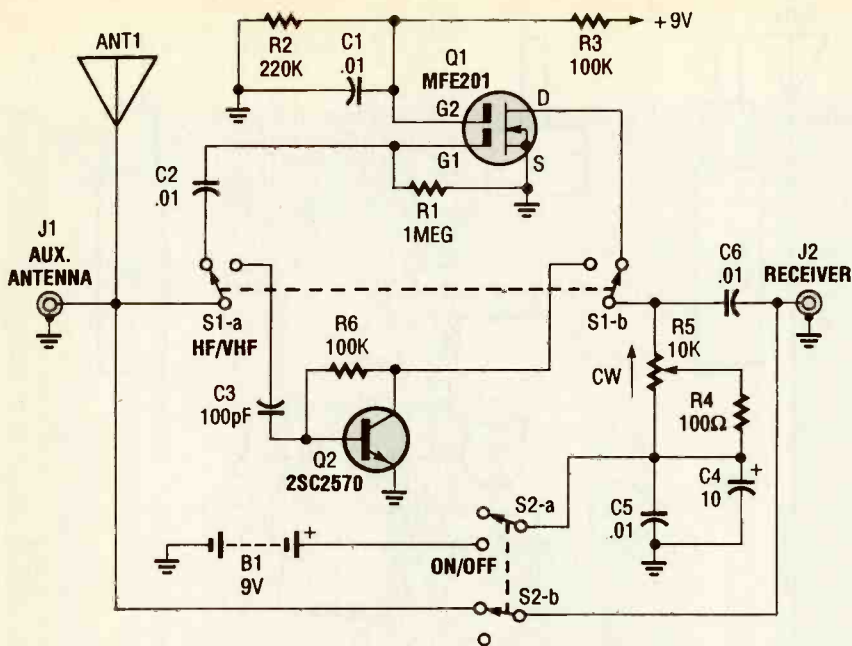 ANT1
R2
220K
C1
.01
Q1
MFE201
R3
100K
+9V
G2
D
G1
S
C2
.01
R1
1MEG
J1
AUX.
ANTENNA
S1-a
HF/VHF
S1-b
C6
.01
J2
RECEIVER
R6
100K
R5
10K
CW
R4
100Ω
C3
100pF
Q2
2SC2570
C5
.01
C4
10
+
S2-a
+
B1
9V
ON/OFF
S2-b